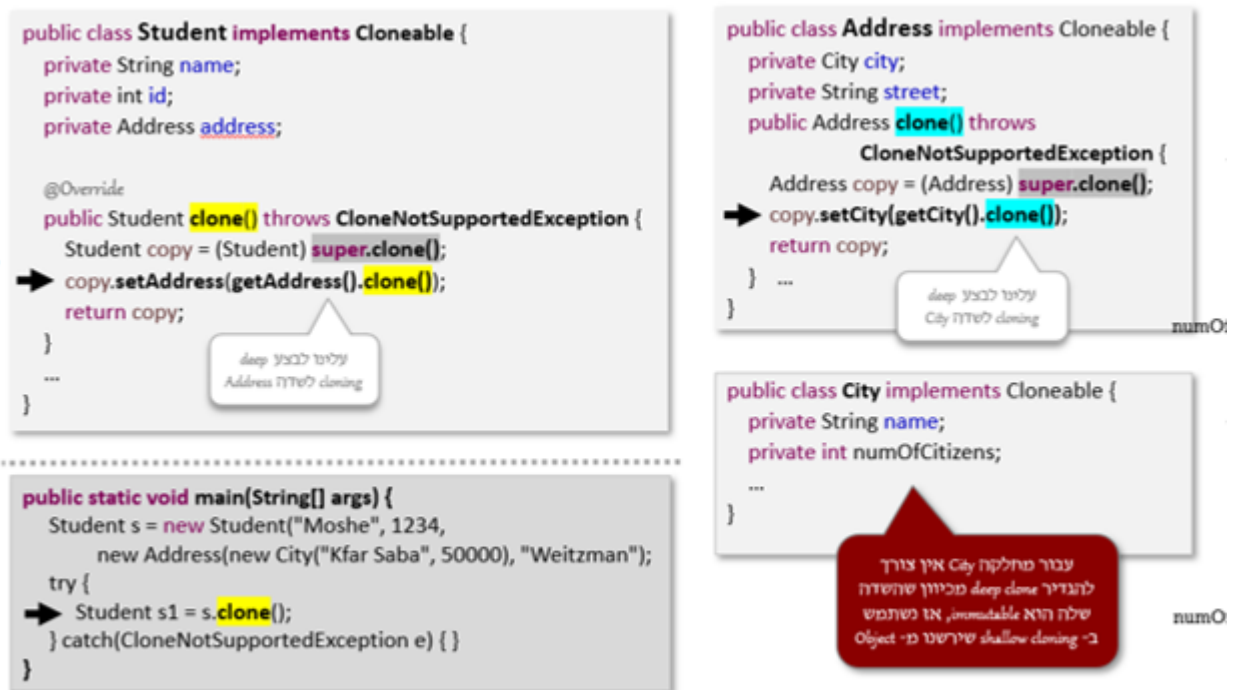 public class Student implements Cloneable {
private String name;
private int id;
private Address address;
@Override
public Student clone() throws CloneNotSupportedException {
Student copy = (Student) super.clone();
copy.setAddress(getAddress().clone());
return copy;
}
...
}
עלינו לבצע deep
cloning לשדה Address
public static void main(String[] args) {
Student s = new Student("Moshe", 1234,
new Address(new City("Kfar Saba", 50000), "Weitzman");
try {
Student s1 = s.clone();
} catch(CloneNotSupportedException e) { }
}
public class Address implements Cloneable {
private City city;
private String street;
public Address clone() throws
CloneNotSupportedException {
Address copy = (Address) super.clone();
copy.setCity(getCity().clone());
return copy;
} ...
}
עלינו לבצע deep
cloning לשדה City
public class City implements Cloneable {
private String name;
private int numOfCitizens;
...
}
עבור מחלקה City אין צורך
להגדיר deep clone מכיוון שהשדה
שלה הוא immutable, אז נשתמש
ב- shallow cloning שירשנו מ- Object
numO